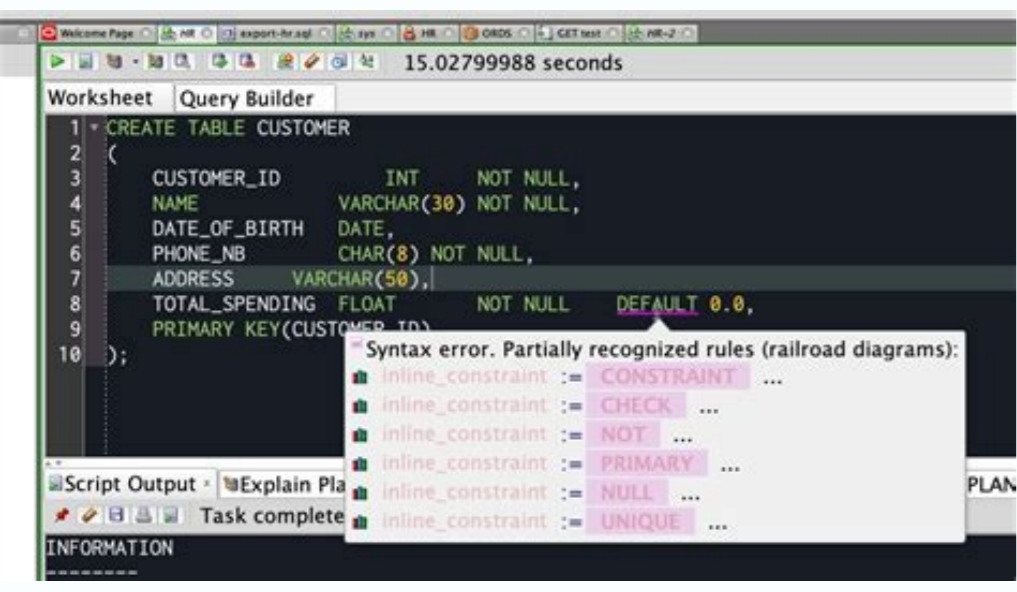 Welcome Page HR export-hr.sql sys HR ORDS GET test HR~2
15.02799988 seconds
Worksheet Query Builder
1 CREATE TABLE CUSTOMER
2 (
3 CUSTOMER_ID INT NOT NULL,
4 NAME VARCHAR(30) NOT NULL,
5 DATE_OF_BIRTH DATE,
6 PHONE_NB CHAR(8) NOT NULL,
7 ADDRESS VARCHAR(50),
8 TOTAL_SPENDING FLOAT NOT NULL DEFAULT 0.0,
9 PRIMARY KEY(CUSTOMER_ID)
10 );
Syntax error. Partially recognized rules (railroad diagrams):
inline_constraint := CONSTRAINT ...
inline_constraint := CHECK ...
inline_constraint := NOT ...
inline_constraint := PRIMARY ...
inline_constraint := NULL ...
inline_constraint := UNIQUE ...
Script Output Explain Pla PLAN
Task complete
INFORMATION
--------